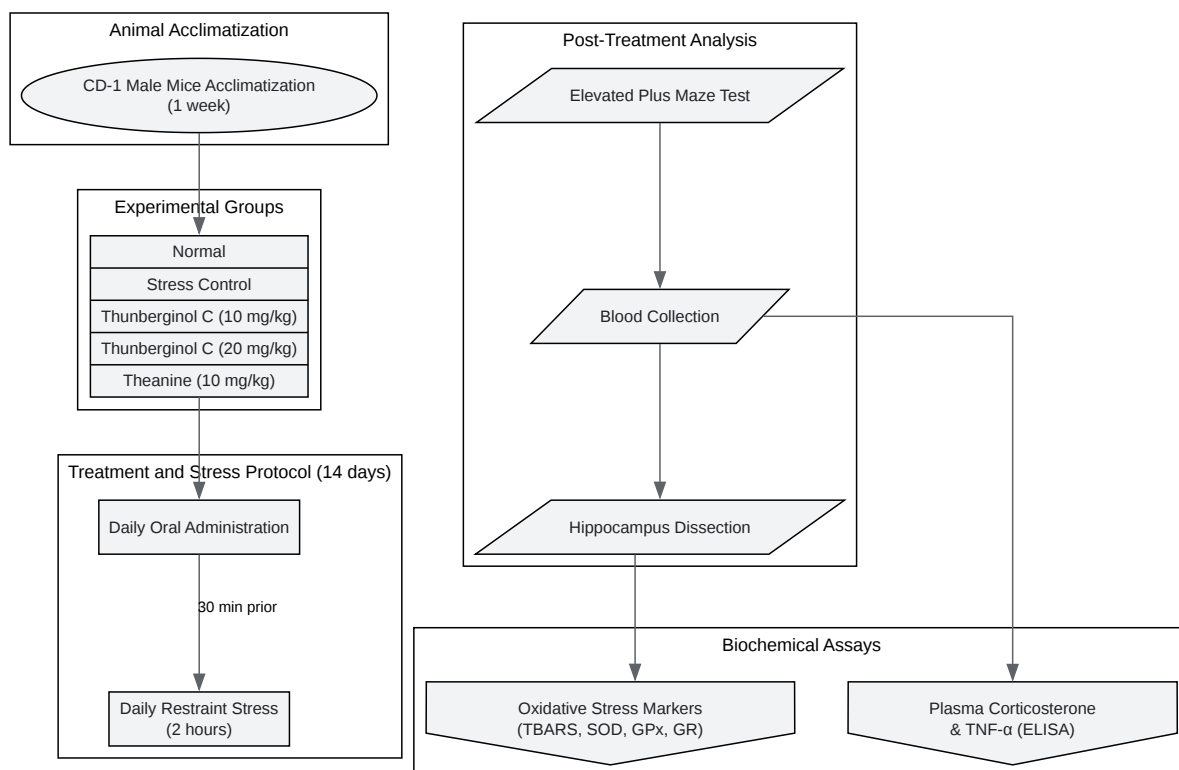 Animal Acclimatization
CD-1 Male Mice Acclimatization
(1 week)
Experimental Groups
Normal
Stress Control
Thunberginol C (10 mg/kg)
Thunberginol C (20 mg/kg)
Theanine (10 mg/kg)
Treatment and Stress Protocol (14 days)
Daily Oral Administration
30 min prior
Daily Restraint Stress
(2 hours)
Post-Treatment Analysis
Elevated Plus Maze Test
Blood Collection
Hippocampus Dissection
Biochemical Assays
Oxidative Stress Markers
(TBARS, SOD, GPx, GR)
Plasma Corticosterone
& TNF-α (ELISA)